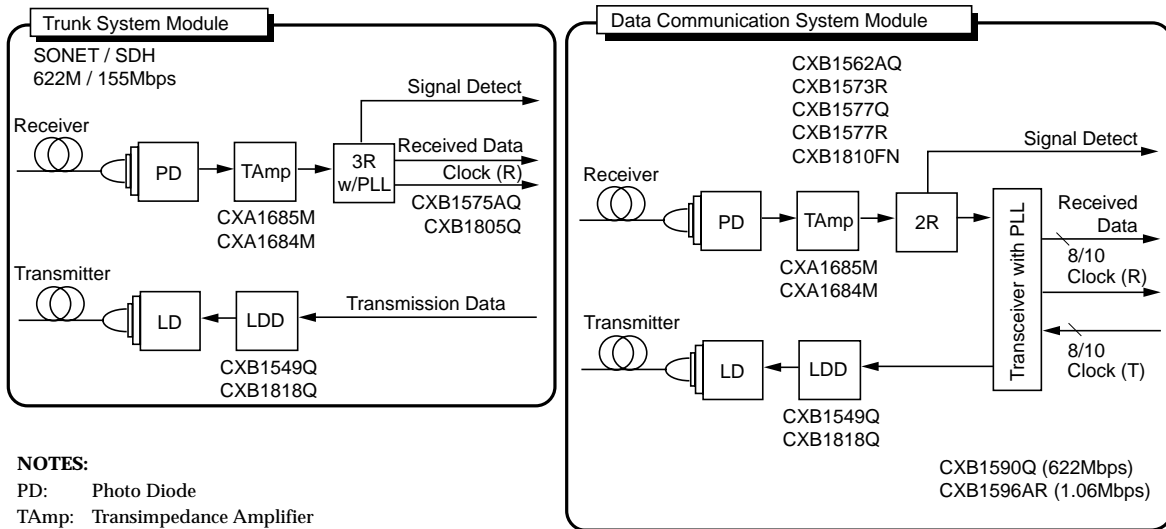 Trunk System Module
SONET / SDH
622M / 155Mbps
Signal Detect
Receiver
PD
TAmp
3R
w/PLL
Received Data
Clock (R)
CXB1575AQ
CXB1805Q
CXA1685M
CXA1684M
Transmitter
LD
LDD
Transmission Data
CXB1549Q
CXB1818Q
Data Communication System Module
CXB1562AQ
CXB1573R
CXB1577Q
CXB1577R
CXB1810FN
Signal Detect
Receiver
PD
TAmp
2R
CXA1685M
CXA1684M
Transceiver with PLL
Received
Data
8/10
Clock (R)
8/10
Clock (T)
Transmitter
LD
LDD
CXB1549Q
CXB1818Q
CXB1590Q (622Mbps)
CXB1596AR (1.06Mbps)
NOTES:
PD: Photo Diode
TAmp: Transimpedance Amplifier